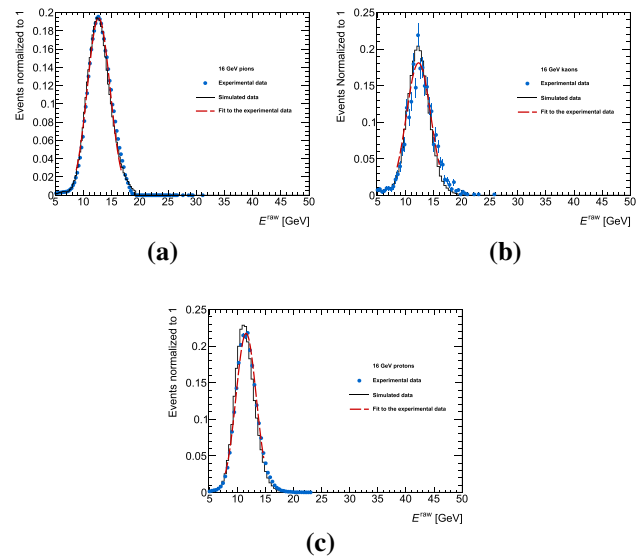 Events normalized to 1
0.2
0.18
0.16
0.14
0.12
0.1
0.08
0.06
0.04
0.02
0
5 10 15 20 25 30 35 40 45 50
E^raw [GeV]
16 GeV pions
Experimental data
Simulated data
Fit to the experimental data
(a)
Events Normalized to 1
0.25
0.2
0.15
0.1
0.05
0
5 10 15 20 25 30 35 40 45 50
E^raw [GeV]
16 GeV kaons
Experimental data
Simulated data
Fit to the experimental data
(b)
Events normalized to 1
0.25
0.2
0.15
0.1
0.05
0
5 10 15 20 25 30 35 40 45 50
E^raw [GeV]
16 GeV protons
Experimental data
Simulated data
Fit to the experimental data
(c)